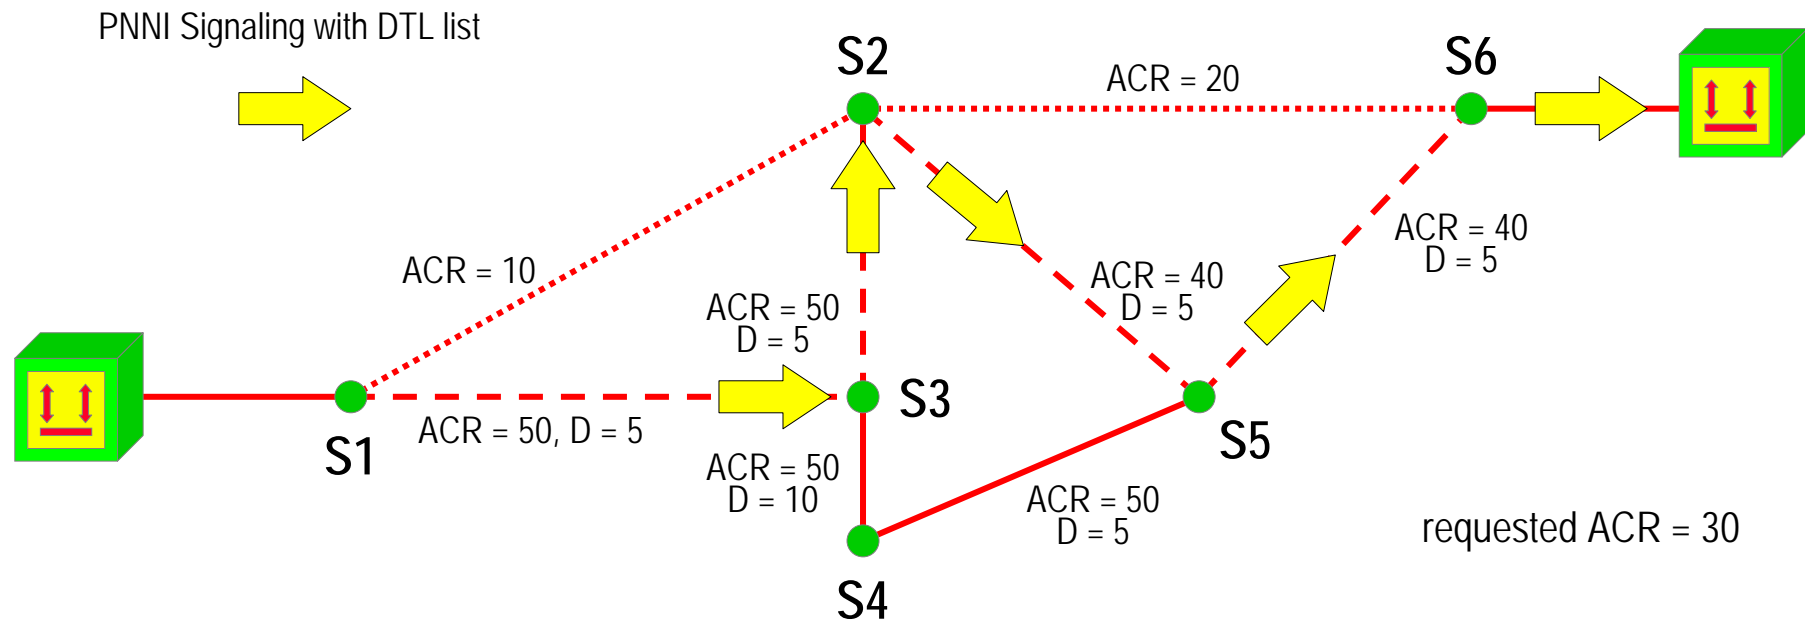 PNNI Signaling with DTL list
S2
S6
ACR = 20
ACR = 40
D = 5
ACR = 10
ACR = 40
D = 5
ACR = 50
D = 5
S3
ACR = 50, D = 5
S1
S5
ACR = 50
D = 10
ACR = 50
D = 5
requested ACR = 30
S4